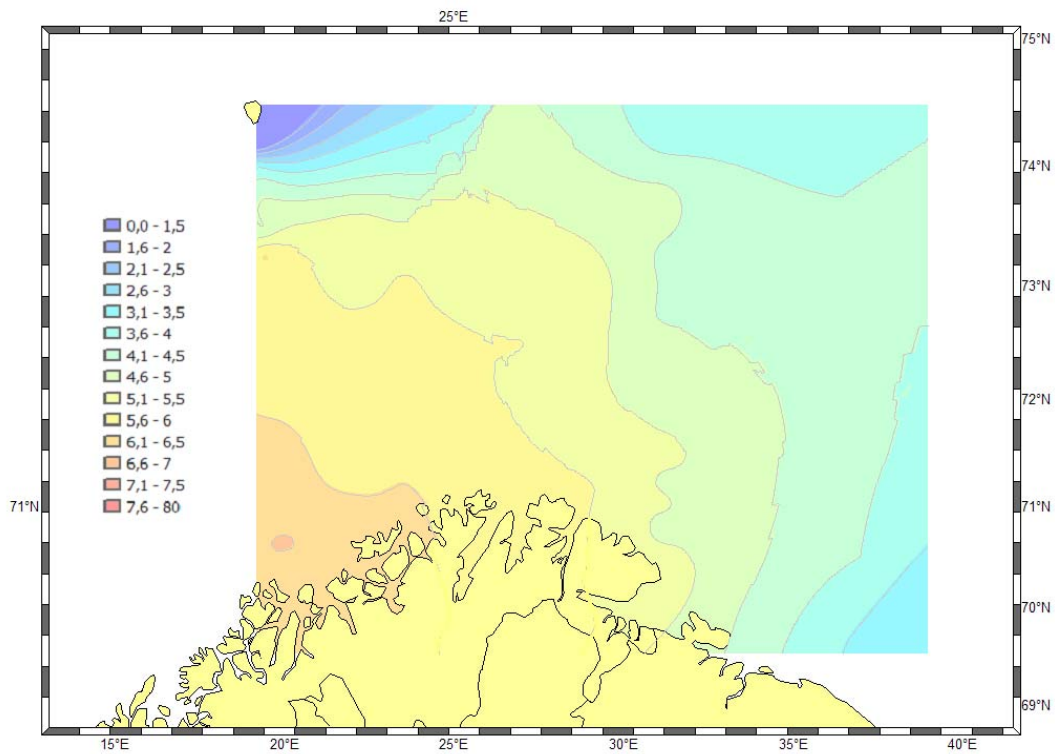 25°E
75°N
74°N
0,0 - 1,5
1,6 - 2
2,1 - 2,5
2,6 - 3
73°N
3,1 - 3,5
3,6 - 4
4,1 - 4,5
4,6 - 5
5,1 - 5,5
72°N
5,6 - 6
6,1 - 6,5
6,6 - 7
7,1 - 7,5
7,6 - 80
71°N
71°N
70°N
69°N
15°E
20°E
25°E
30°E
35°E
40°E